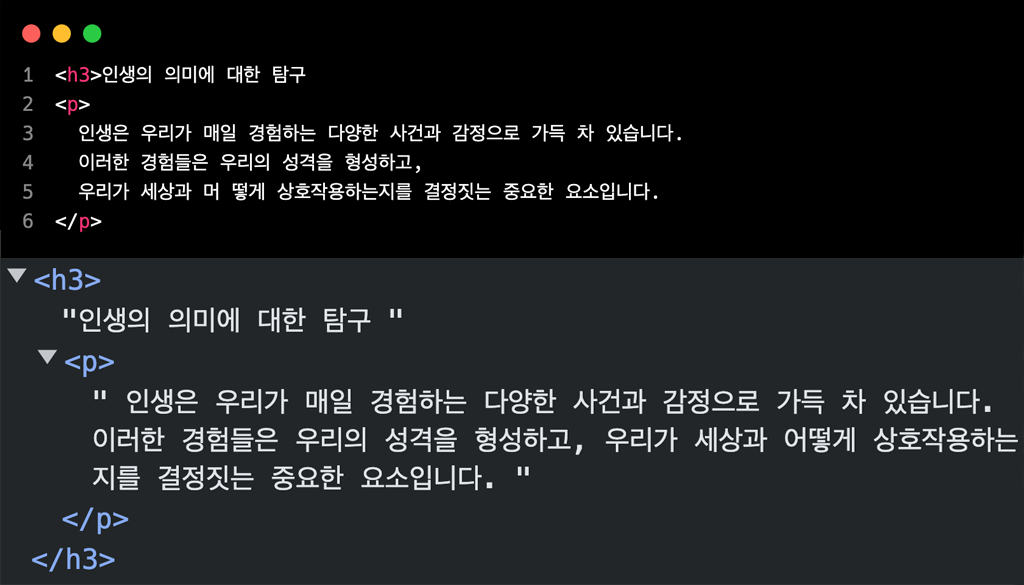 1 <h3>인생의 의미에 대한 탐구
2 <p>
3 인생은 우리가 매일 경험하는 다양한 사건과 감정으로 가득 차 있습니다.
4 이러한 경험들은 우리의 성격을 형성하고,
5 우리가 세상과 머 떻게 상호작용하는지를 결정짓는 중요한 요소입니다.
6 </p>
<h3>
"인생의 의미에 대한 탐구 "
<p>
" 인생은 우리가 매일 경험하는 다양한 사건과 감정으로 가득 차 있습니다.
이러한 경험들은 우리의 성격을 형성하고, 우리가 세상과 어떻게 상호작용하는
지를 결정짓는 중요한 요소입니다. "
</p>
</h3>